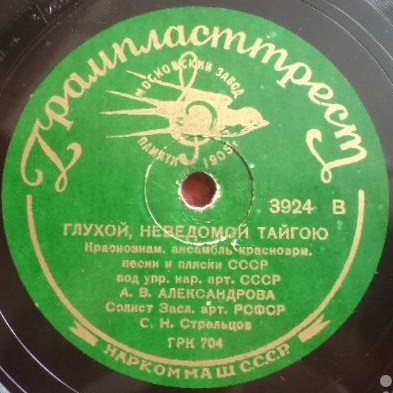 Грампласттрест
МОСКОВСКИЙ ЗАВОД
ПАМЯТИ 1905г.
3924 В
ГЛУХОЙ, НЕВЕДОМОЙ ТАЙГОЮ
Краснознам. ансамбль красноарм.
песни и пляски СССР
под упр. нар. арт. СССР
А. В. АЛЕКСАНДРОВА
Солист Засл. арт. РСФСР
С. Н. Стрельцов
ГРК 704
НАРКОММАШ СССР